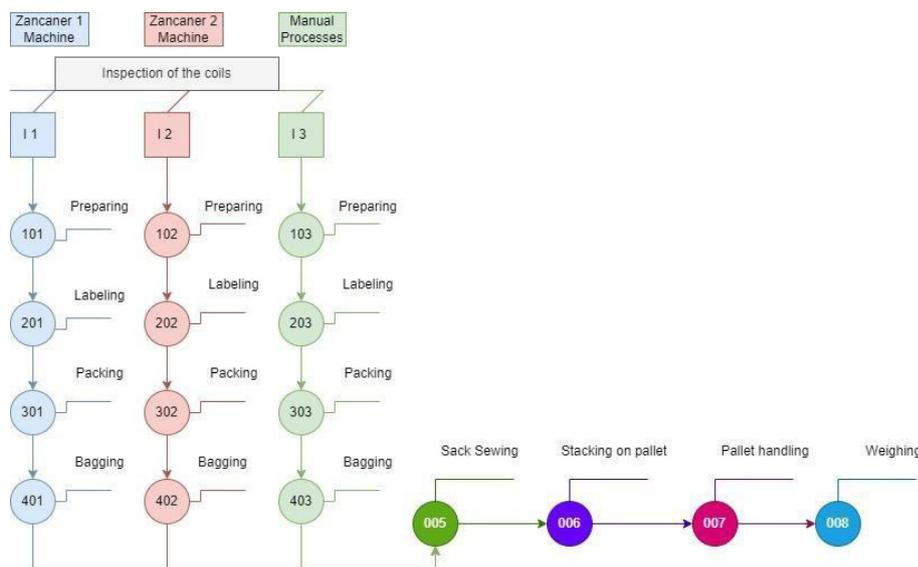 Zancaner 1
Machine
Zancaner 2
Machine
Manual
Processes
Inspection of the coils
I 1
I 2
I 3
Preparing
Preparing
Preparing
101
102
103
Labeling
Labeling
Labeling
201
202
203
Packing
Packing
Packing
301
302
303
Bagging
Bagging
Bagging
401
402
403
Sack Sewing
Stacking on pallet
Pallet handling
Weighing
005
006
007
008